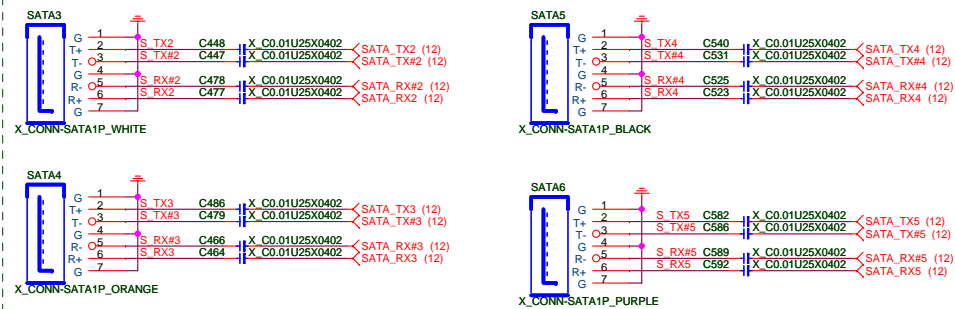 SATA3
G 1
T+ 2 S_TX2 C448 X_C0.01U25X0402 SATA_TX2 (12)
T- 3 S_TX#2 C447 X_C0.01U25X0402 SATA_TX#2 (12)
G 4
R- 5 S_RX#2 C478 X_C0.01U25X0402 SATA_RX#2 (12)
R+ 6 S_RX2 C477 X_C0.01U25X0402 SATA_RX2 (12)
G 7
X_CONN-SATA1P_WHITE
SATA5
G 1
T+ 2 S_TX4 C540 X_C0.01U25X0402 SATA_TX4 (12)
T- 3 S_TX#4 C531 X_C0.01U25X0402 SATA_TX#4 (12)
G 4
R- 5 S_RX#4 C525 X_C0.01U25X0402 SATA_RX#4 (12)
R+ 6 S_RX4 C523 X_C0.01U25X0402 SATA_RX4 (12)
G 7
X_CONN-SATA1P_BLACK
SATA4
G 1
T+ 2 S_TX3 C486 X_C0.01U25X0402 SATA_TX3 (12)
T- 3 S_TX#3 C479 X_C0.01U25X0402 SATA_TX#3 (12)
G 4
R- 5 S_RX#3 C466 X_C0.01U25X0402 SATA_RX#3 (12)
R+ 6 S_RX3 C464 X_C0.01U25X0402 SATA_RX3 (12)
G 7
X_CONN-SATA1P_ORANGE
SATA6
G 1
T+ 2 S_TX5 C582 X_C0.01U25X0402 SATA_TX5 (12)
T- 3 S_TX#5 C586 X_C0.01U25X0402 SATA_TX#5 (12)
G 4
R- 5 S_RX#5 C589 X_C0.01U25X0402 SATA_RX#5 (12)
R+ 6 S_RX5 C592 X_C0.01U25X0402 SATA_RX5 (12)
G 7
X_CONN-SATA1P_PURPLE